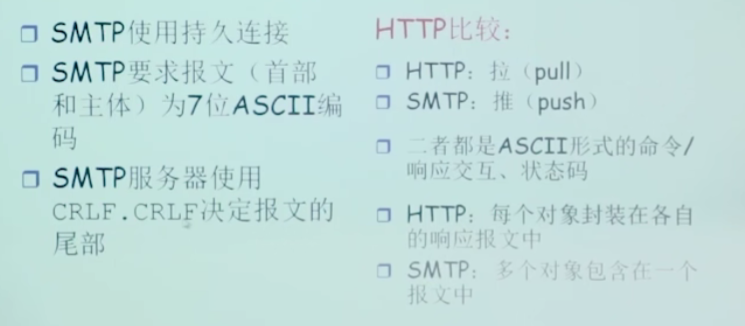 SMTP使用持久连接
SMTP要求报文（首部
和主体）为7位ASCII编
码
SMTP服务器使用
CRLF.CRLF决定报文的
尾部
HTTP比较：
HTTP：拉（pull）
SMTP：推（push）
二者都是ASCII形式的命令/
响应交互、状态码
HTTP：每个对象封装在各自
的响应报文中
SMTP：多个对象包含在一个
报文中